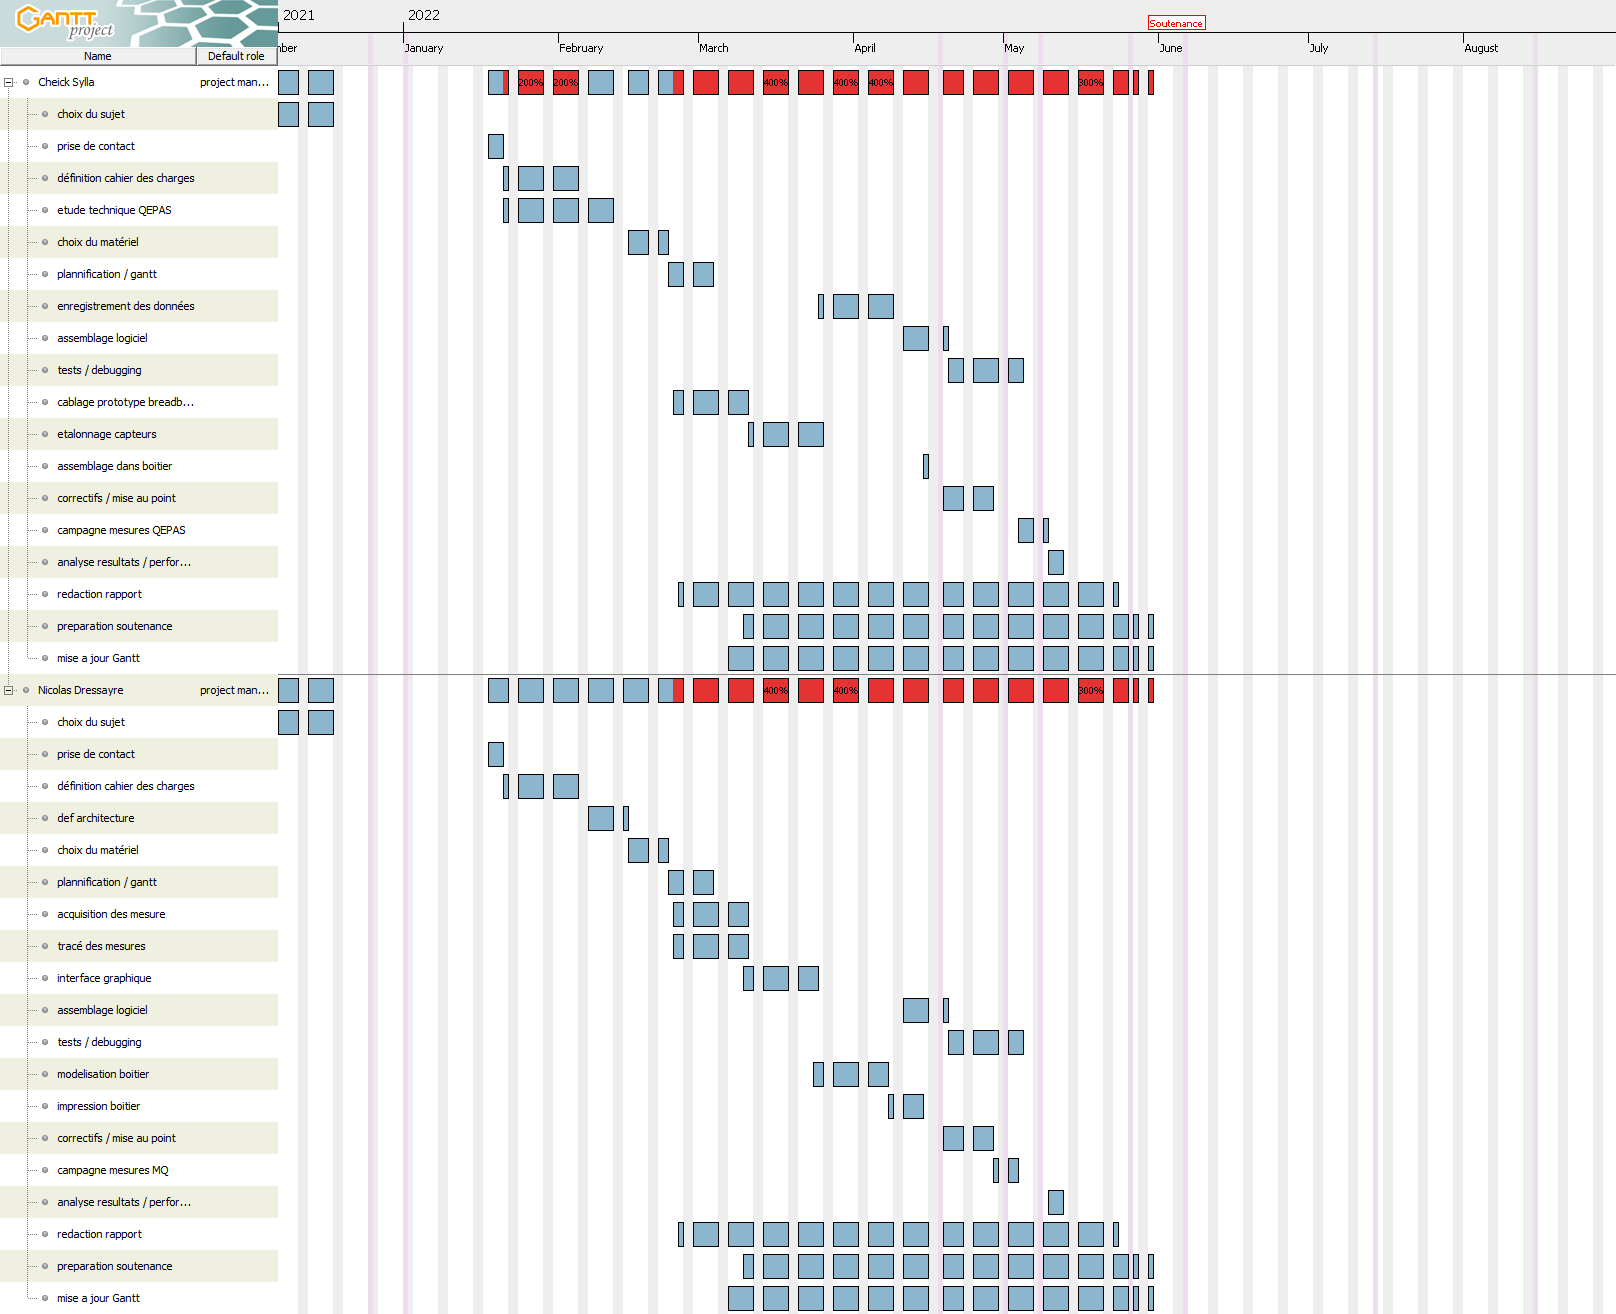 GANTT
project
2021
2022
Soutenance
nber
January
February
March
April
May
June
July
August
Name
Default role
Cheick Sylla
project man...
200%
200%
400%
400%
400%
300%
choix du sujet
prise de contact
définition cahier des charges
etude technique QEPAS
choix du matériel
plannification / gantt
enregistrement des données
assemblage logiciel
tests / debugging
cablage prototype breadb...
etalonnage capteurs
assemblage dans boitier
correctifs / mise au point
campagne mesures QEPAS
analyse resultats / perfor...
redaction rapport
preparation soutenance
mise a jour Gantt
Nicolas Dressayre
project man...
400%
400%
300%
choix du sujet
prise de contact
définition cahier des charges
def architecture
choix du matériel
plannification / gantt
acquisition des mesure
tracé des mesures
interface graphique
assemblage logiciel
tests / debugging
modelisation boitier
impression boitier
correctifs / mise au point
campagne mesures MQ
analyse resultats / perfor...
redaction rapport
preparation soutenance
mise a jour Gantt